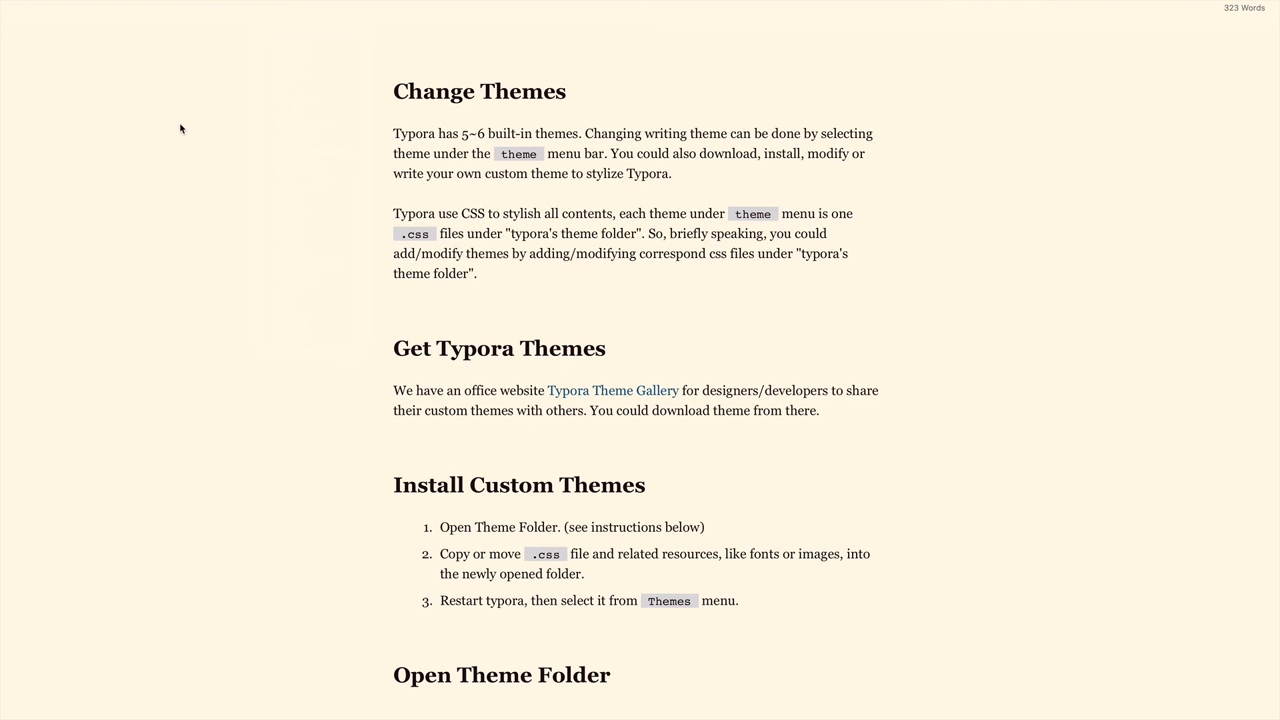 323 Words
Change Themes
Typora has 5~6 built-in themes. Changing writing theme can be done by selecting
theme under the theme menu bar. You could also download, install, modify or
write your own custom theme to stylize Typora.
Typora use CSS to stylish all contents, each theme under theme menu is one
.css files under "typora's theme folder". So, briefly speaking, you could
add/modify themes by adding/modifying correspond css files under "typora's
theme folder".
Get Typora Themes
We have an office website Typora Theme Gallery for designers/developers to share
their custom themes with others. You could download theme from there.
Install Custom Themes
1. Open Theme Folder. (see instructions below)
2. Copy or move .css file and related resources, like fonts or images, into
the newly opened folder.
3. Restart typora, then select it from Themes menu.
Open Theme Folder